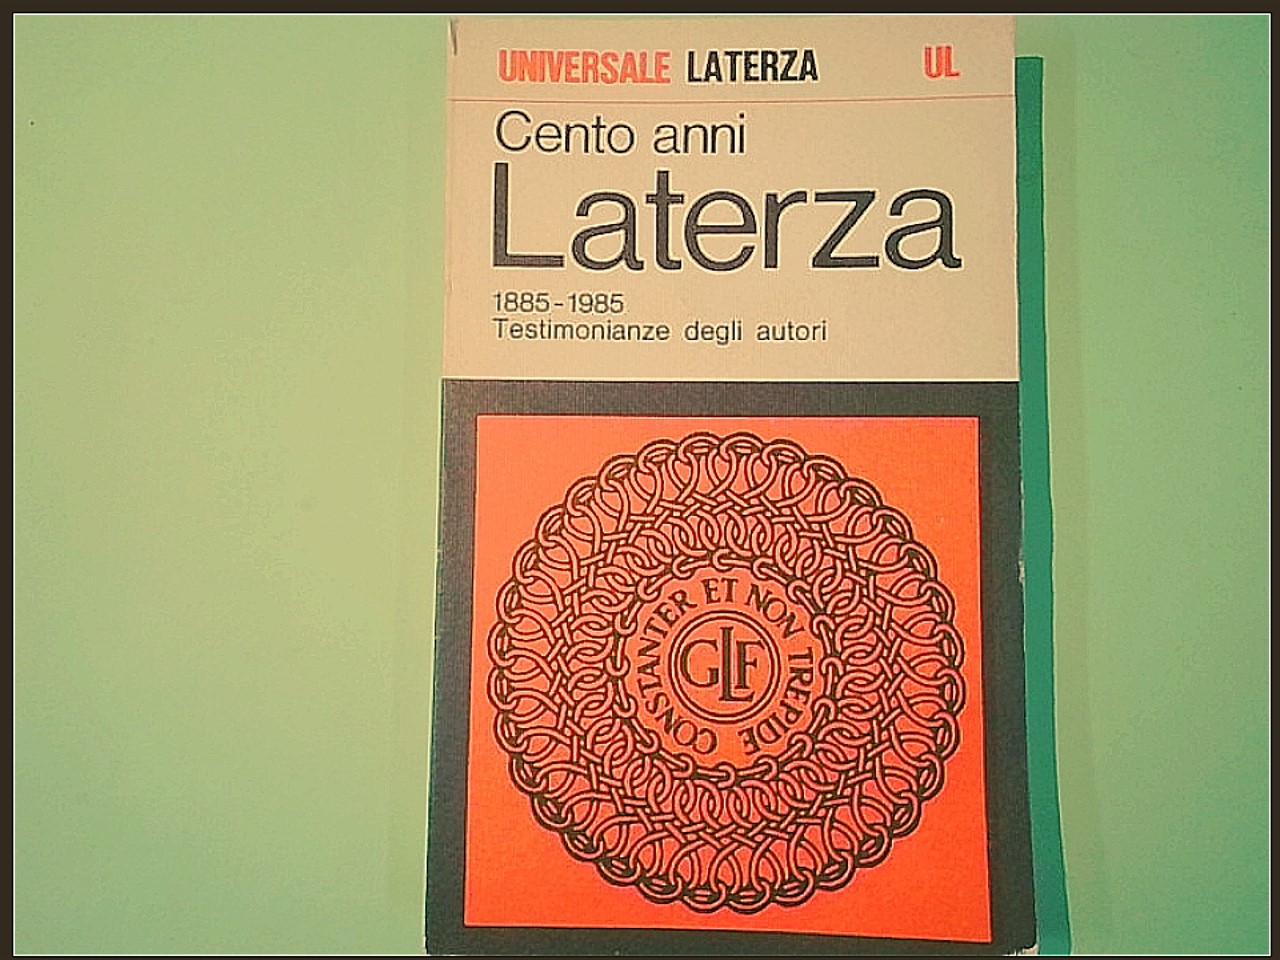 UNIVERSALE LATERZA UL
Cento anni
Laterza
1885-1985
Testimonianze degli autori
CONSTANTER ET NON TREPIDE
GLF